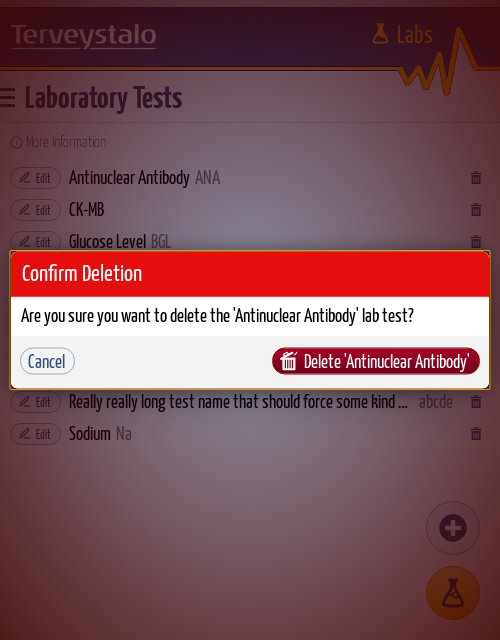 Terveystalo
Labs
Laboratory Tests
More Information
Edit Antinuclear Antibody ANA
Edit CK-MB
Edit Glucose Level BGL
Confirm Deletion
Are you sure you want to delete the 'Antinuclear Antibody' lab test?
Cancel Delete 'Antinuclear Antibody'
Edit Really really long test name that should force some kind ... abcde
Edit Sodium Na